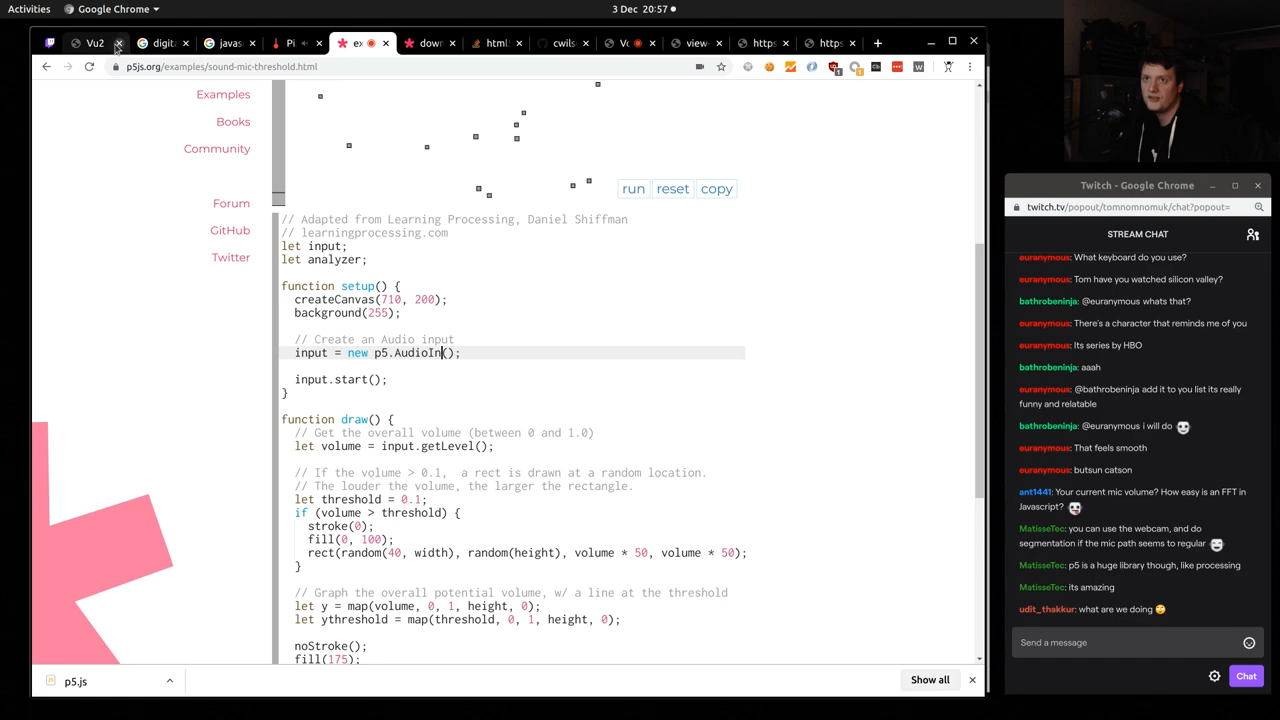 Activities
Google Chrome
3 Dec 20:57
Vu2
digita
javas
Pi
ex
down
html5
cwils
Vo
view-
https
https
p5js.org/examples/sound-mic-threshold.html
Examples
Books
Community
Forum
GitHub
Twitter
run
reset
copy
// Adapted from Learning Processing, Daniel Shiffman
// learningprocessing.com
let input;
let analyzer;
function setup() {
createCanvas(710, 200);
background(255);
// Create an Audio input
input = new p5.AudioIn();
input.start();
}
function draw() {
// Get the overall volume (between 0 and 1.0)
let volume = input.getLevel();
// If the volume > 0.1,  a rect is drawn at a random location.
// The louder the volume, the larger the rectangle.
let threshold = 0.1;
if (volume > threshold) {
stroke(0);
fill(0, 100);
rect(random(40, width), random(height), volume * 50, volume * 50);
}
// Graph the overall potential volume, w/ a line at the threshold
let y = map(volume, 0, 1, height, 0);
let ythreshold = map(threshold, 0, 1, height, 0);
noStroke();
fill(175);
p5.js
Show all
Twitch - Google Chrome
twitch.tv/popout/tomnomnomuk/chat?popout=
STREAM CHAT
euranymous: What keyboard do you use?
euranymous: Tom have you watched silicon valley?
bathrobeninja: @euranymous whats that?
euranymous: There's a character that reminds me of you
euranymous: Its series by HBO
bathrobeninja: aaah
euranymous: @bathrobeninja add it to you list its really
funny and relatable
bathrobeninja: @euranymous i will do
euranymous: That feels smooth
euranymous: butsun catson
ant1441: Your current mic volume? How easy is an FFT in
Javascript?
MatisseTec: you can use the webcam, and do
segmentation if the mic path seems to regular
MatisseTec: p5 is a huge library though, like processing
MatisseTec: its amazing
udit_thakkur: what are we doing 🙄
Send a message
Chat